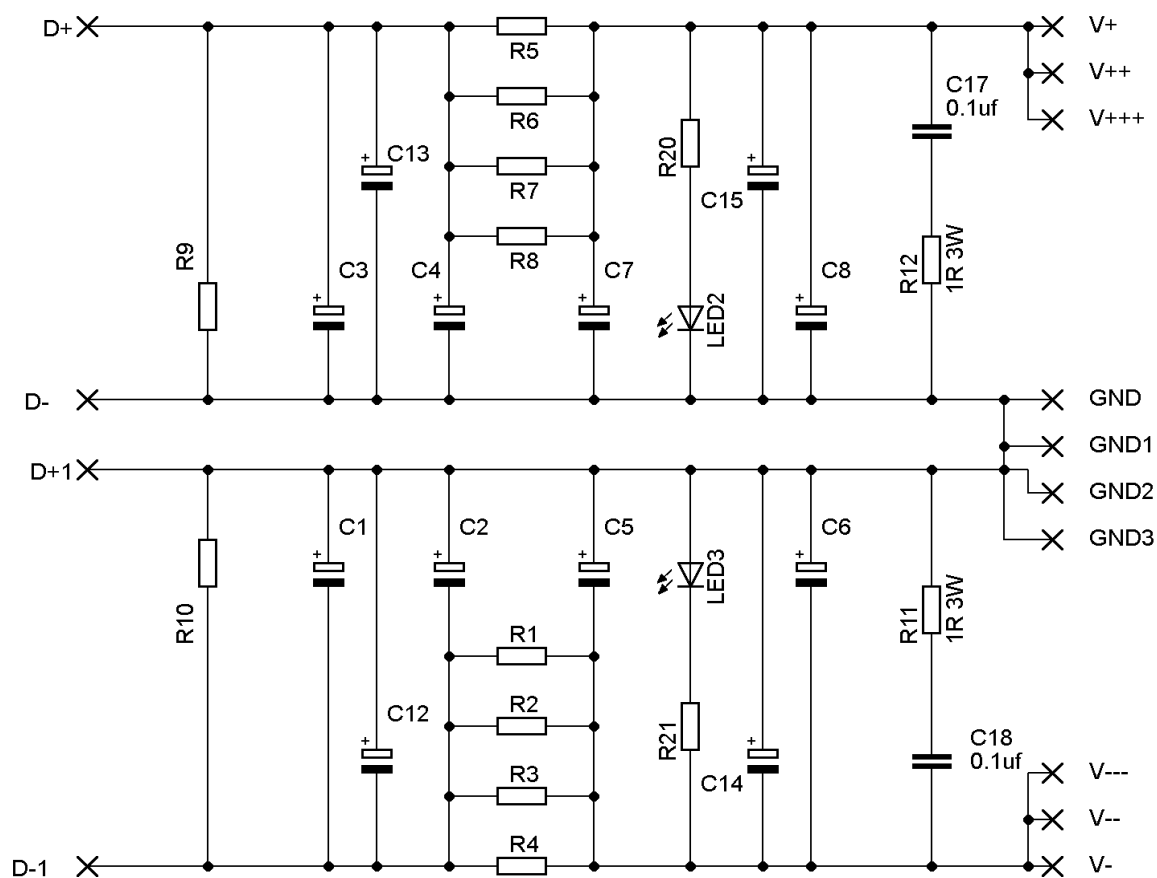 D+
V+
R5
V++
C17
0.1uf
R6
V+++
C13
R20
R7
C15
R9
R8
R12
1R 3W
C3
C4
C7
C8
LED2
D-
GND
GND1
D+1
GND2
C1
C2
C5
C6
GND3
LED3
R10
R11
1R 3W
R1
R2
C12
R21
C18
0.1uf
R3
C14
V---
V--
R4
D-1
V-